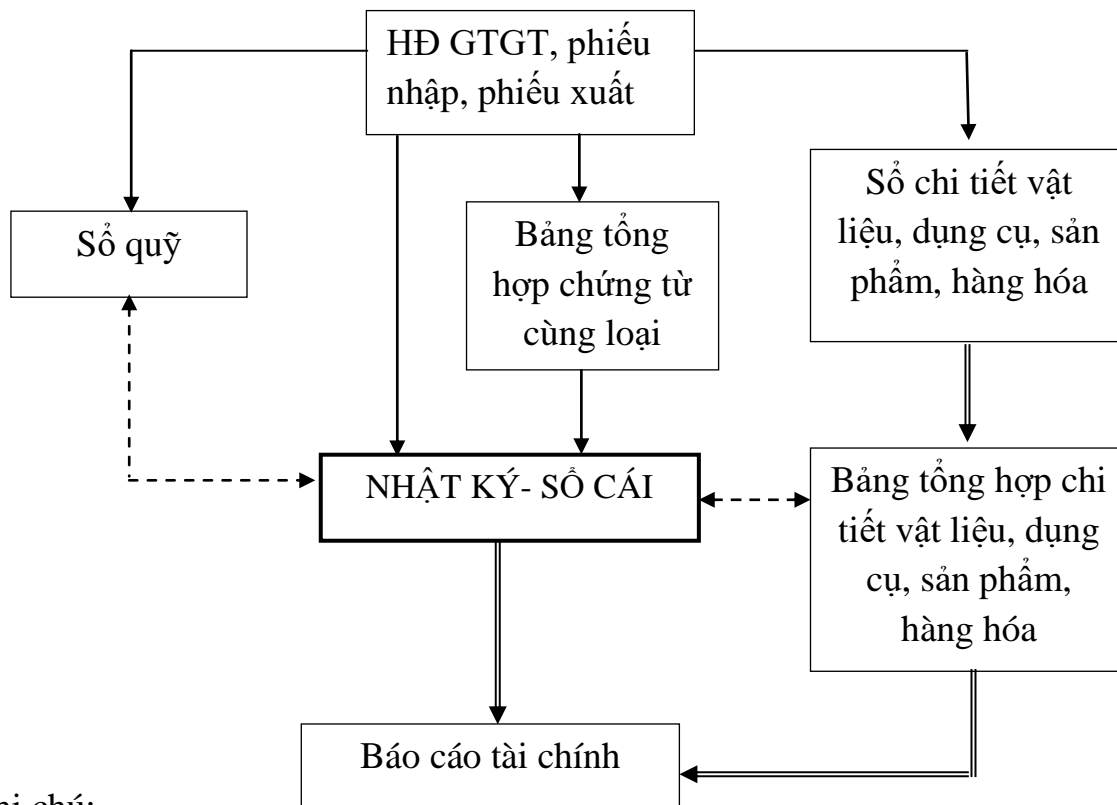 HĐ GTGT, phiếu
nhập, phiếu xuất
Sổ quỹ
Bảng tổng
hợp chứng từ
cùng loại
Sổ chi tiết vật
liệu, dụng cụ, sản
phẩm, hàng hóa
NHẬT KÝ- SỔ CÁI
Bảng tổng hợp chi
tiết vật liệu, dụng
cụ, sản phẩm,
hàng hóa
Báo cáo tài chính
hi chú: